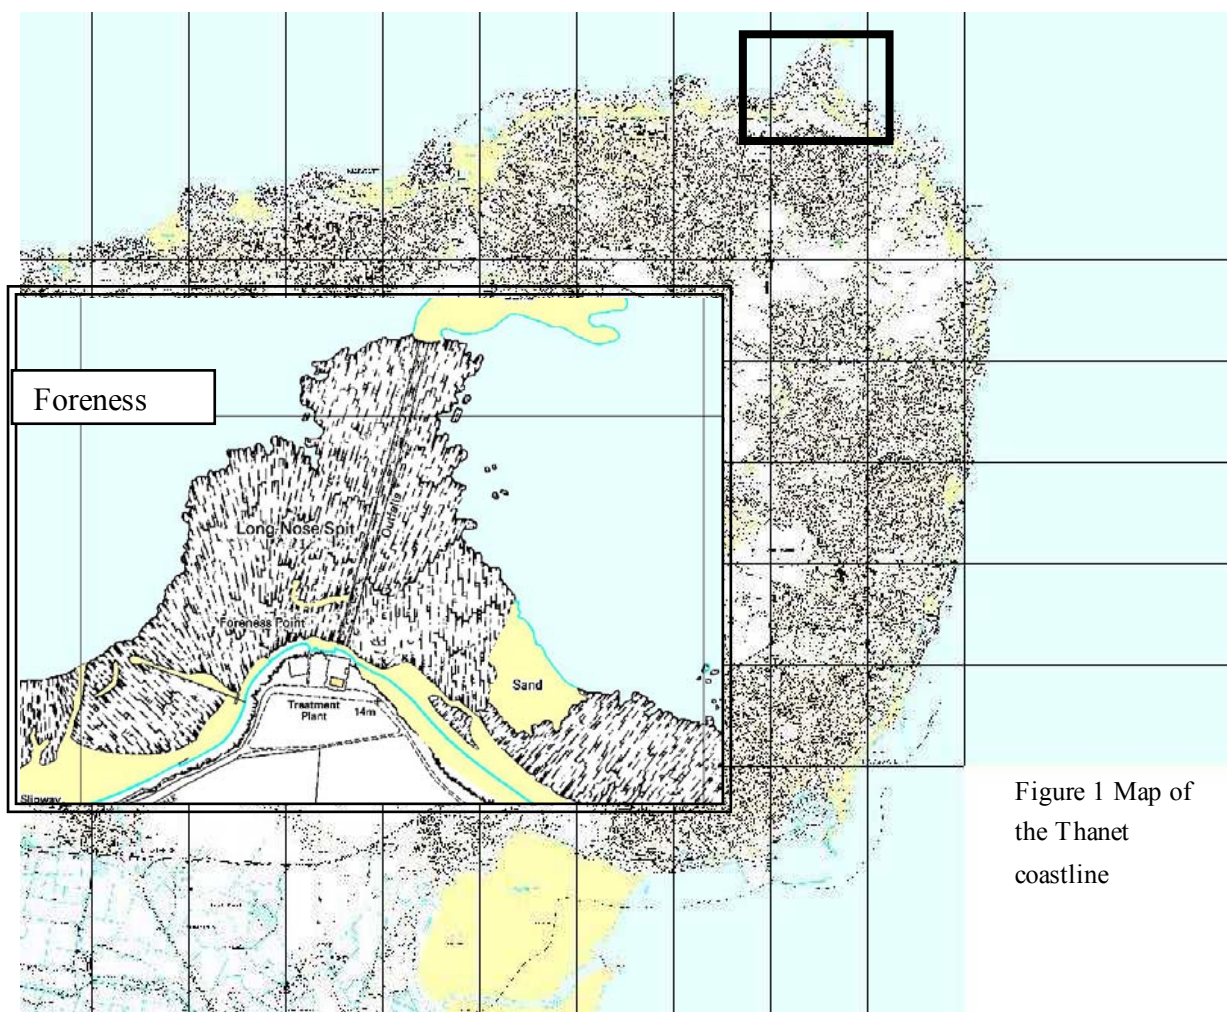 MARGATE
Foreness
Outfalls
Long Nose Spit
Foreness Point
Sand
Treatment
Plant
14m
Slipway
Figure 1 Map of
the Thanet
coastline